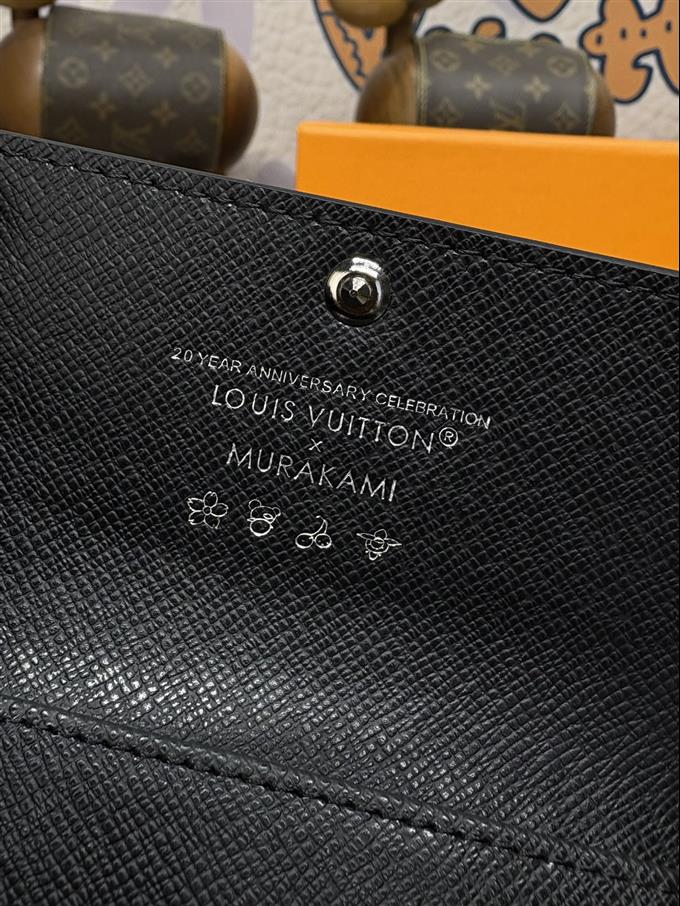 20 YEAR ANNIVERSARY CELEBRATION
LOUIS VUITTON®
×
MURAKAMI